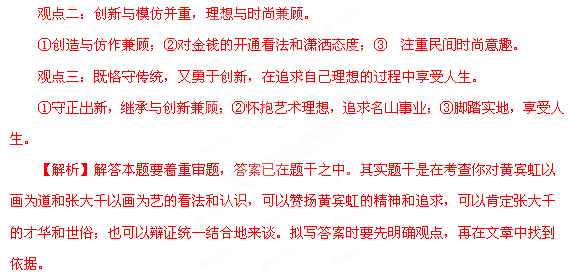 观点二：创新与模仿并重，理想与时尚兼顾。
①创造与仿作兼顾；②对金钱的开通看法和潇洒态度；③ 注重民间时尚意趣。
观点三：既恪守传统，又勇于创新，在追求自己理想的过程中享受人生。
①守正出新，继承与创新兼顾；②怀抱艺术理想，追求名山事业；③脚踏实地，享受人
生。
【解析】解答本题要着重审题，答案已在题干之中。其实题干是在考查你对黄宾虹以
画为道和张大千以画为艺的看法和认识，可以赞扬黄宾虹的精神和追求，可以肯定张大千
的才华和世俗；也可以辩证统一结合地来谈。拟写答案时要先明确观点，再在文章中找到
依据。